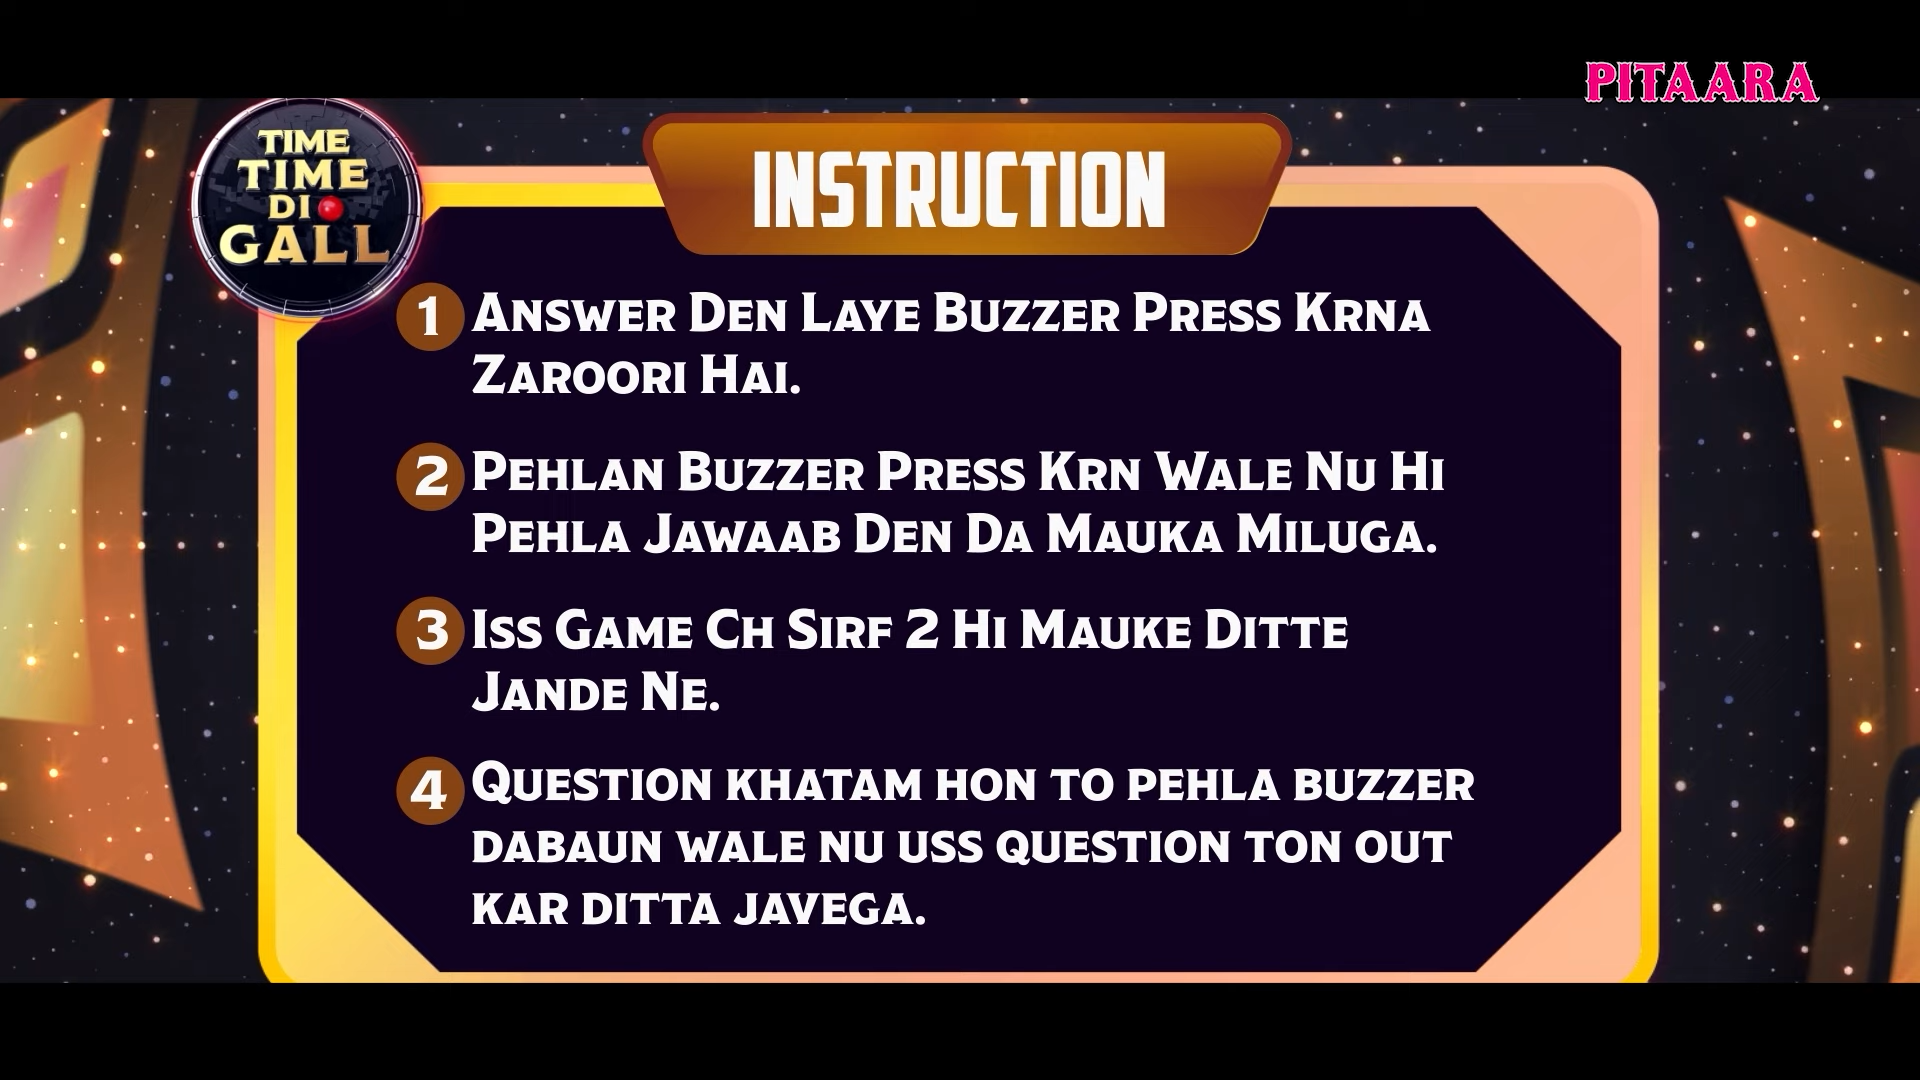 PITAARA
TIME
TIME
DI
GALL
INSTRUCTION
1 Answer Den Laye Buzzer Press Krna
Zaroori Hai.
2 Pehlan Buzzer Press Krn Wale Nu Hi
Pehla Jawaab Den Da Mauka Miluga.
3 Iss Game Ch Sirf 2 Hi Mauke Ditte
Jande Ne.
4 Question khatam hon to pehla buzzer
dabaun wale nu uss question ton out
kar ditta javega.